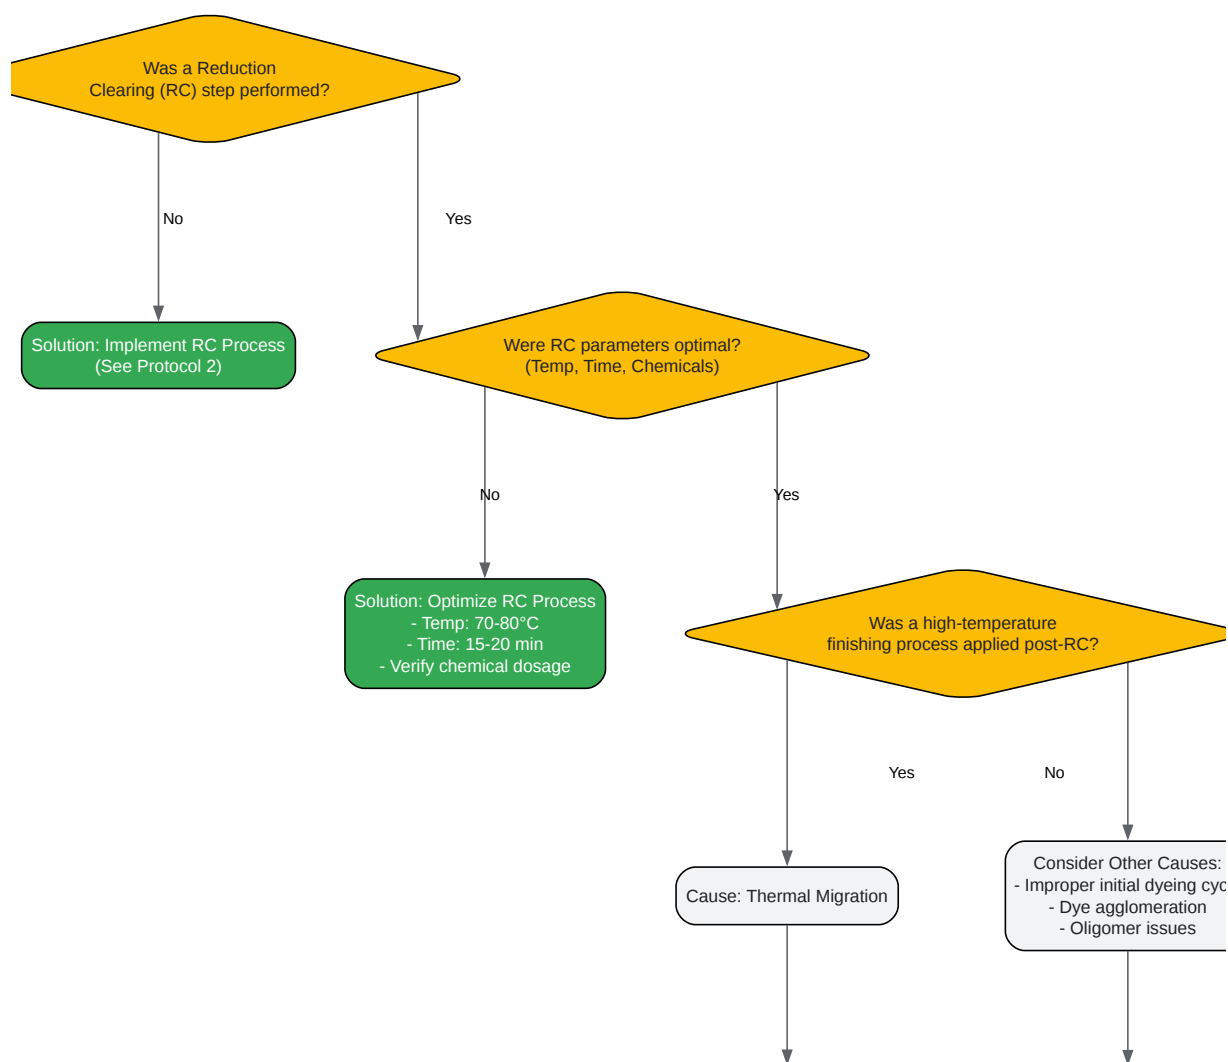 Was a Reduction
Clearing (RC) step performed?
No
Yes
Solution: Implement RC Process
(See Protocol 2)
Were RC parameters optimal?
(Temp, Time, Chemicals)
No
Yes
Solution: Optimize RC Process
- Temp: 70-80°C
- Time: 15-20 min
- Verify chemical dosage
Was a high-temperature
finishing process applied post-RC?
Yes
No
Cause: Thermal Migration
Consider Other Causes:
- Improper initial dyeing
- Dye agglomeration
- Oligomer issues